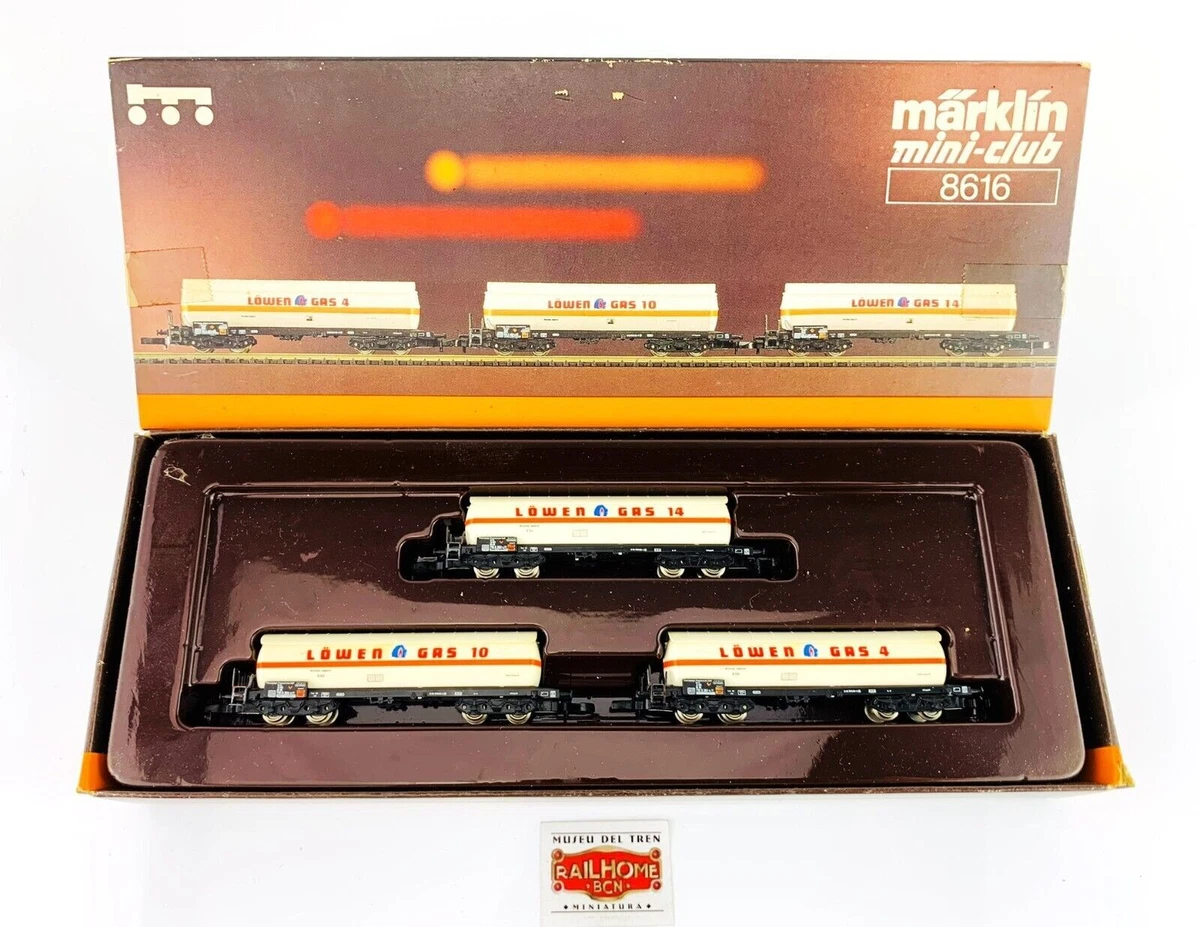 märklin
mini-club
8616
LÖWEN GAS 4
LÖWEN GAS 10
LÖWEN GAS 14
LÖWEN GAS 14
LÖWEN GAS 10
LÖWEN GAS 4
MUSEU DEL TREN
RAILHOME
BCN
MINIATURA